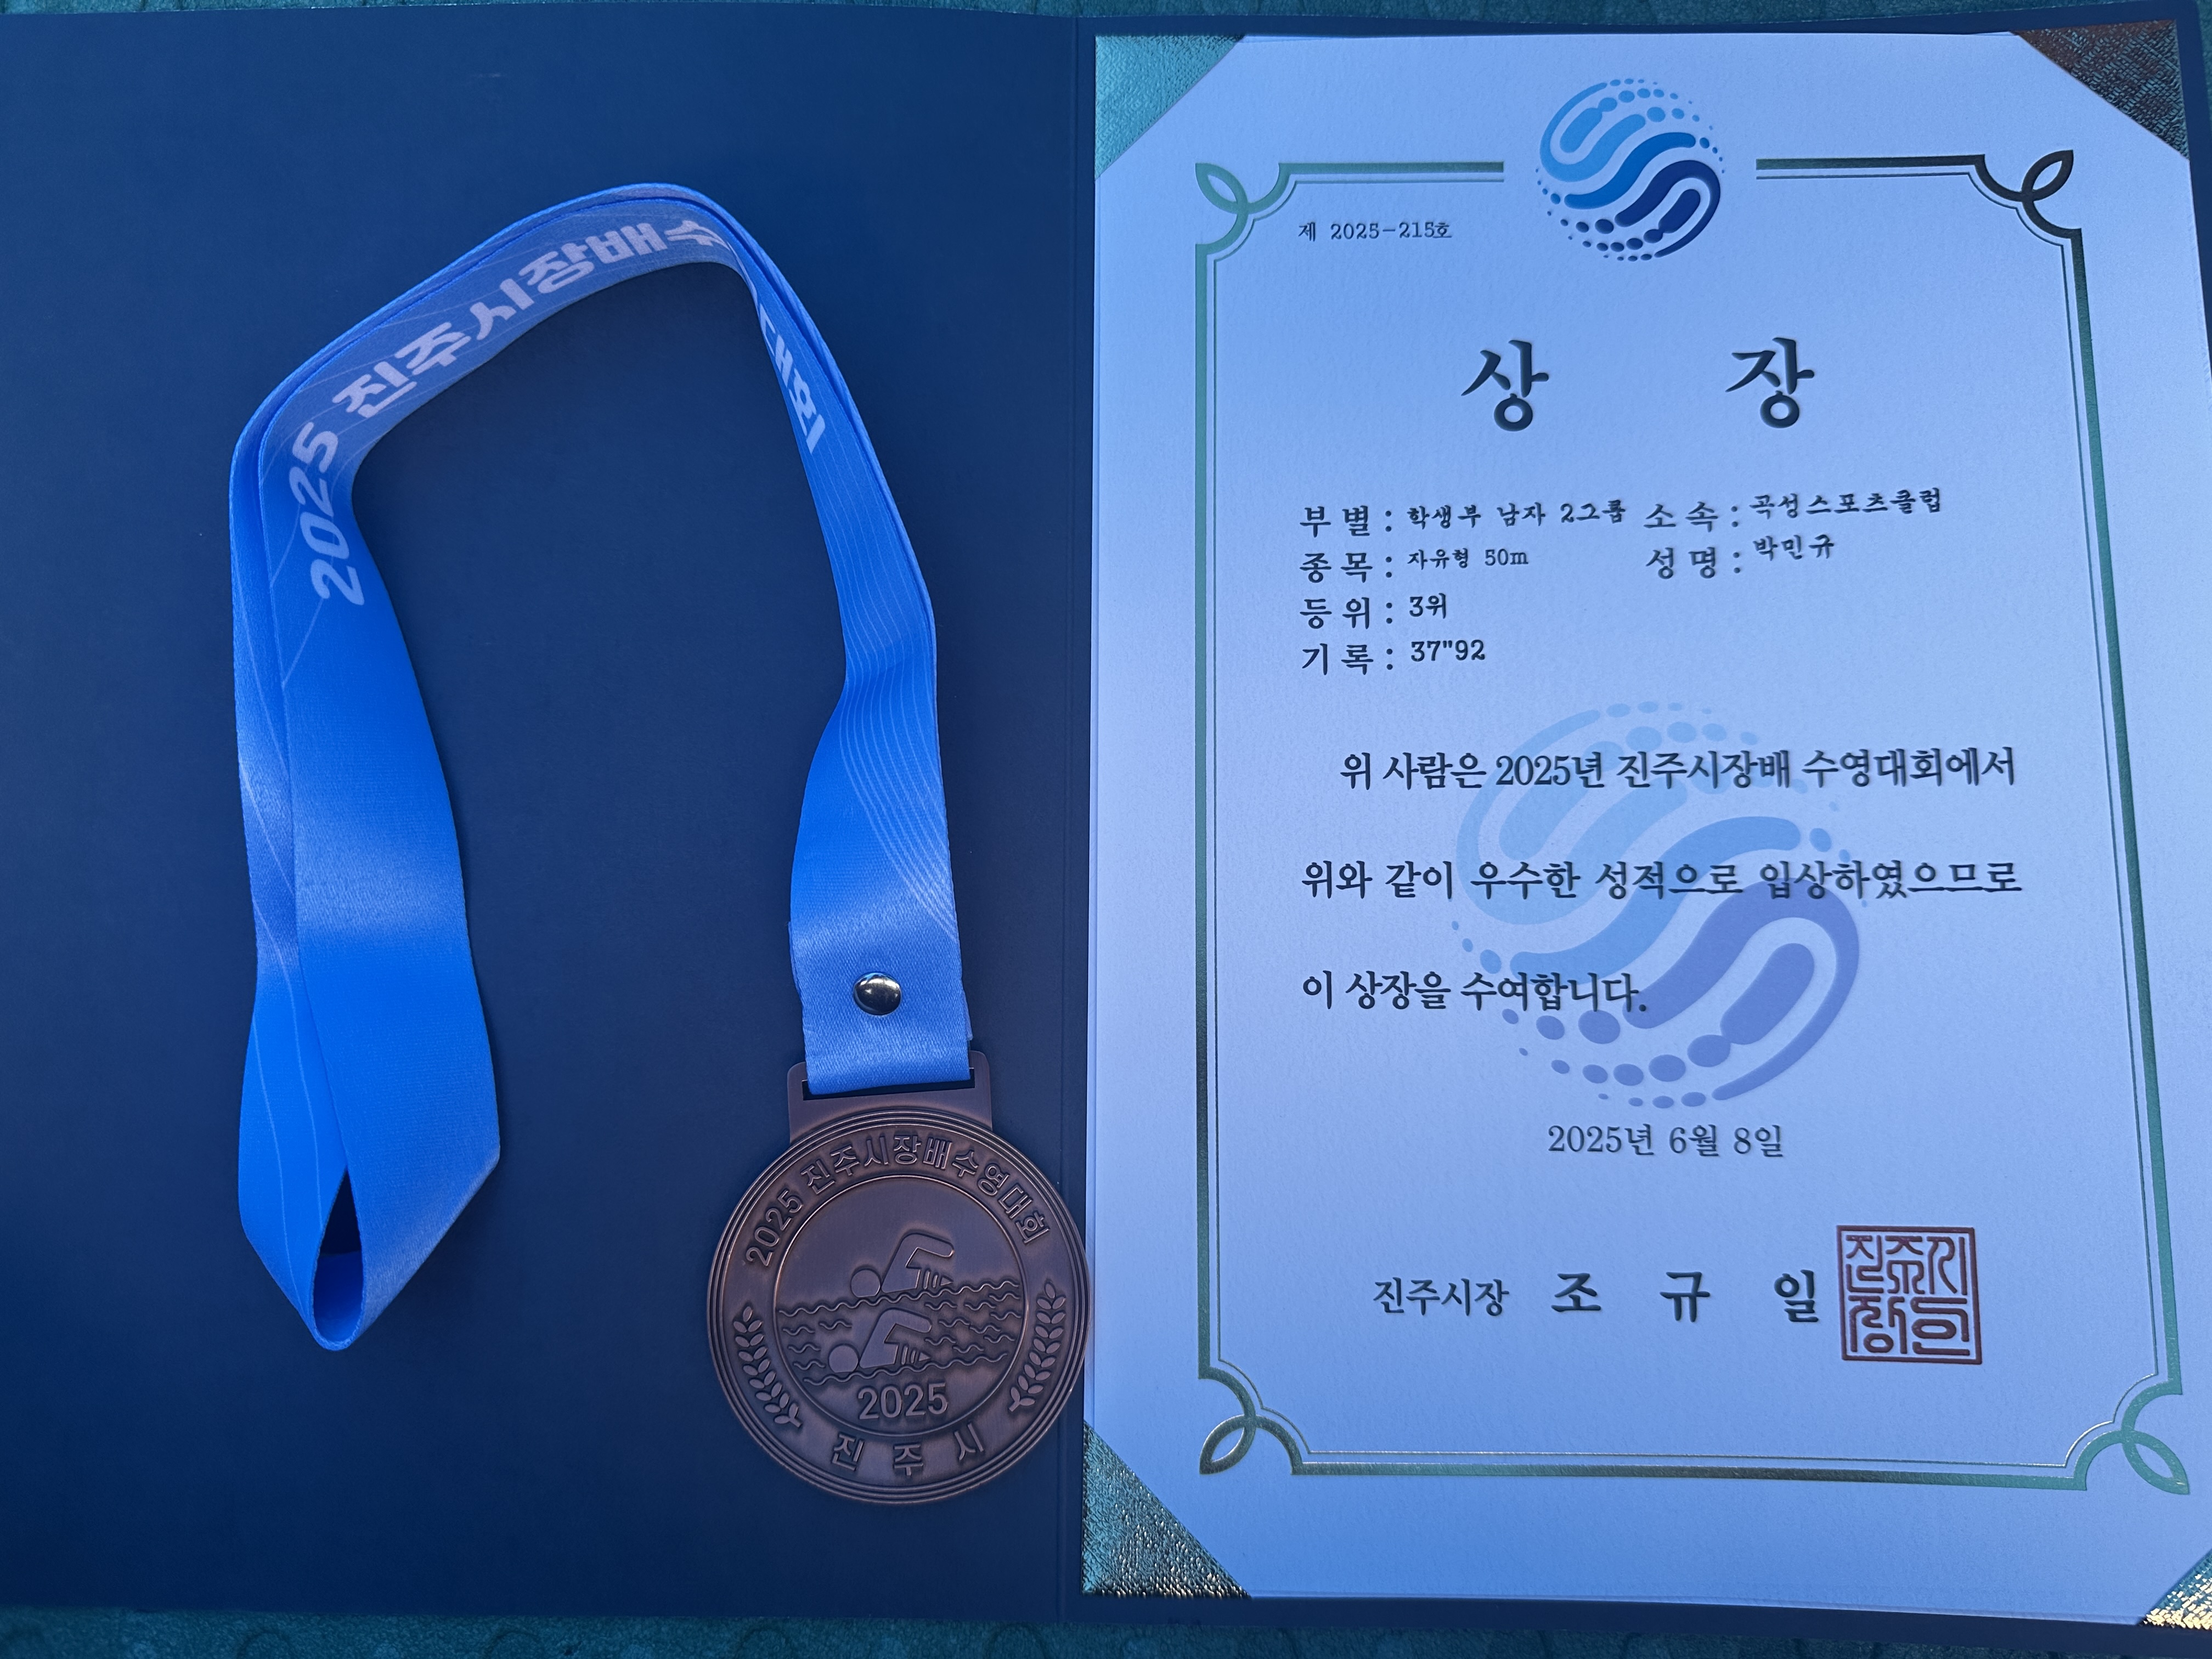 2025 진주시장배수
대회
2025 진주시장배수영대회
2025
진주시
제 2025-215호
상 장
부 별 : 학생부 남자 2그룹 소 속 : 곡성스포츠클럽
종 목 : 자유형 50m 성 명 : 박민규
등 위 : 3위
기 록 : 37"92
위 사람은 2025년 진주시장배 수영대회에서
위와 같이 우수한 성적으로 입상하였으므로
이 상장을 수여합니다.
2025년 6월 8일
진주시장 조 규 일
진주시
장의인